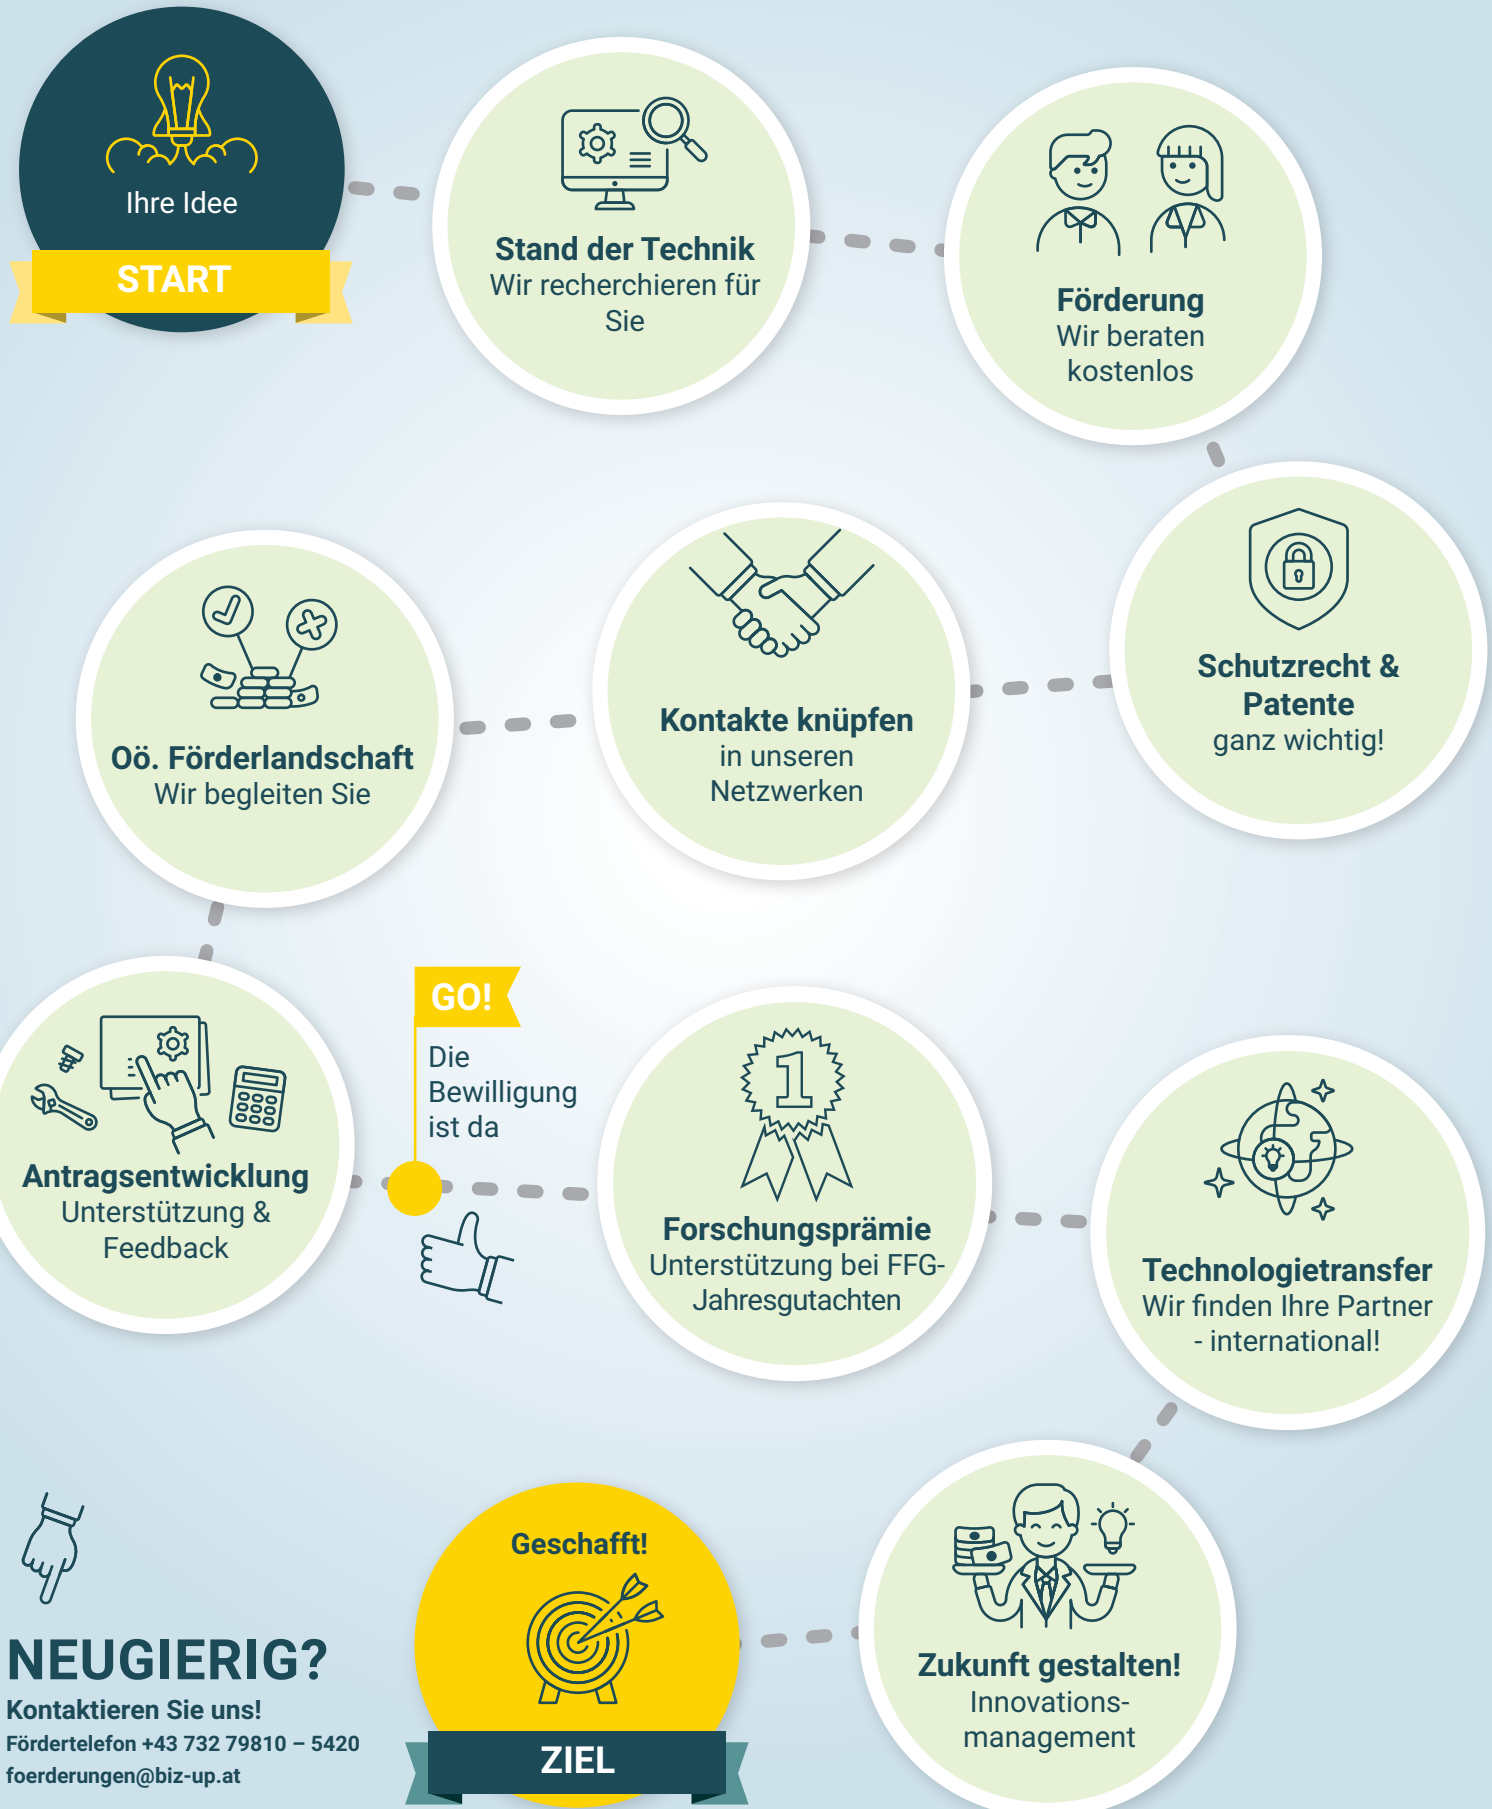 Ihre Idee
START
Stand der Technik
Wir recherchieren für
Sie
Förderung
Wir beraten
kostenlos
Schutzrecht &
Patente
ganz wichtig!
Kontakte knüpfen
in unseren
Netzwerken
Oö. Förderlandschaft
Wir begleiten Sie
Antragsentwicklung
Unterstützung &
Feedback
GO!
Die
Bewilligung
ist da
1
Forschungsprämie
Unterstützung bei FFG-
Jahresgutachten
Technologietransfer
Wir finden Ihre Partner
- international!
Zukunft gestalten!
Innovations-
management
Geschafft!
ZIEL
NEUGIERIG?
Kontaktieren Sie uns!
Fördertelefon +43 732 79810 – 5420
foerderungen@biz-up.at